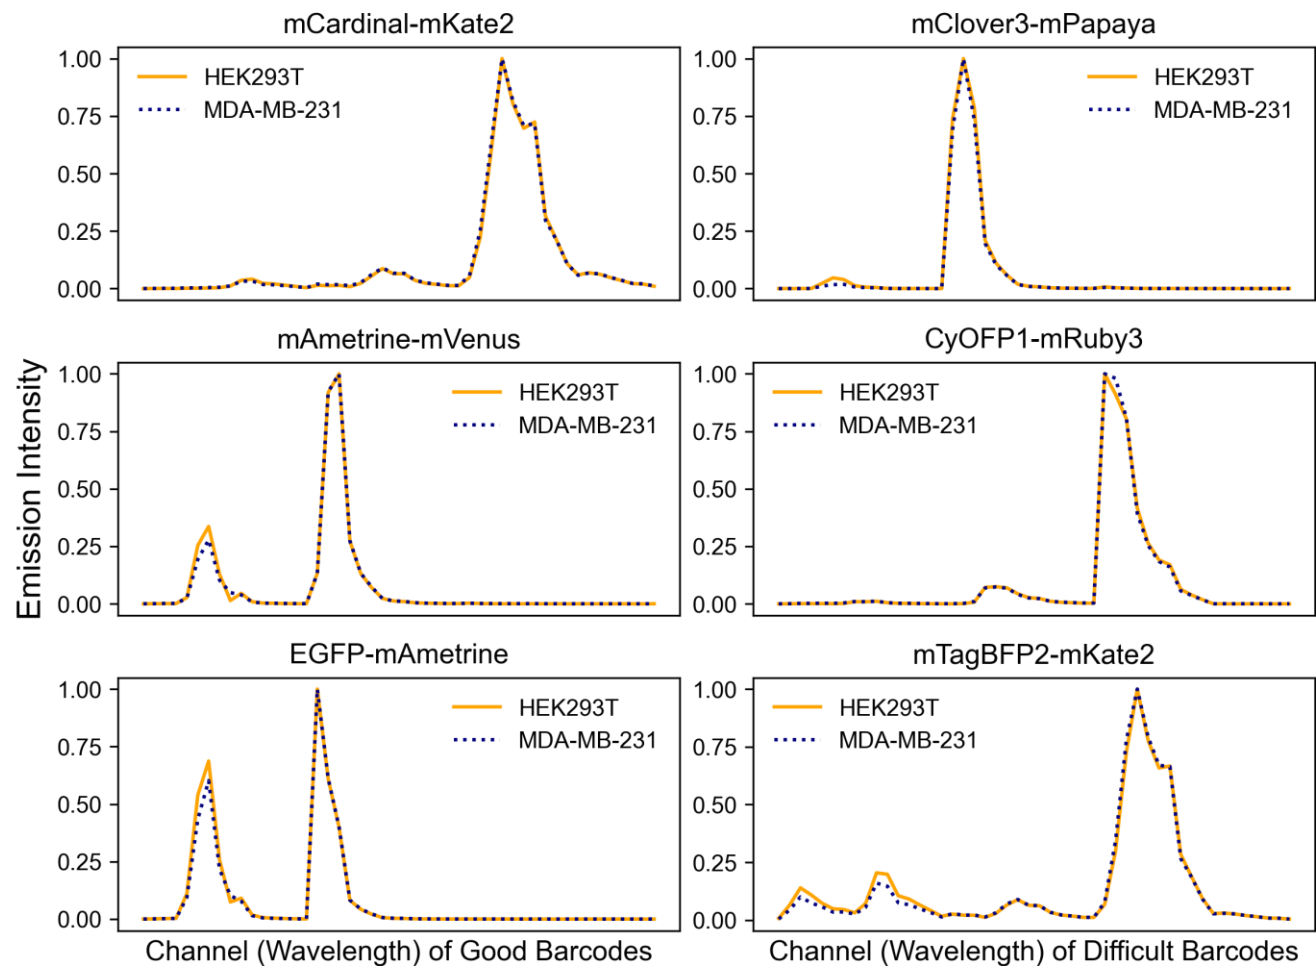 mCardinal-mKate2
1.00
0.75
0.50
0.25
0.00
HEK293T
MDA-MB-231
mClover3-mPapaya
1.00
0.75
0.50
0.25
0.00
HEK293T
MDA-MB-231
Emission Intensity
mAmetrine-mVenus
1.00
0.75
0.50
0.25
0.00
HEK293T
MDA-MB-231
CyOFP1-mRuby3
1.00
0.75
0.50
0.25
0.00
HEK293T
MDA-MB-231
EGFP-mAmetrine
1.00
0.75
0.50
0.25
0.00
HEK293T
MDA-MB-231
Channel (Wavelength) of Good Barcodes
mTagBFP2-mKate2
1.00
0.75
0.50
0.25
0.00
HEK293T
MDA-MB-231
Channel (Wavelength) of Difficult Barcodes